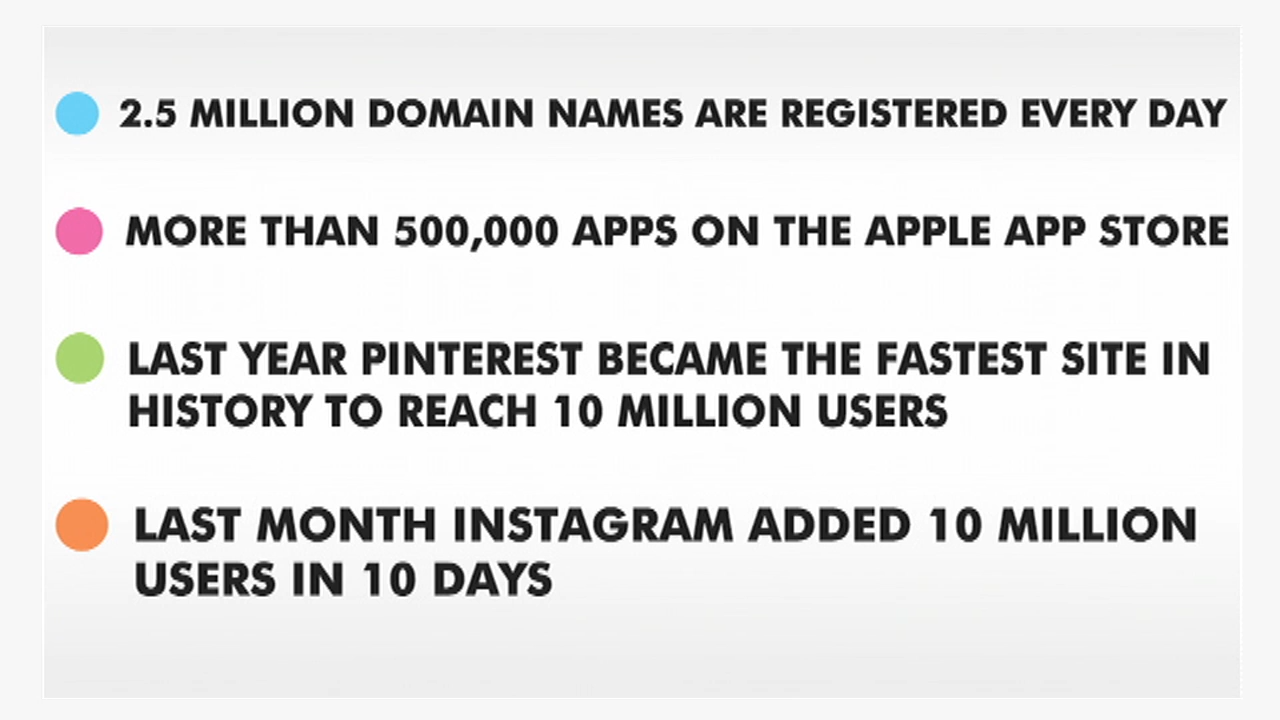 2.5 MILLION DOMAIN NAMES ARE REGISTERED EVERY DAY
MORE THAN 500,000 APPS ON THE APPLE APP STORE
LAST YEAR PINTEREST BECAME THE FASTEST SITE IN
HISTORY TO REACH 10 MILLION USERS
LAST MONTH INSTAGRAM ADDED 10 MILLION
USERS IN 10 DAYS